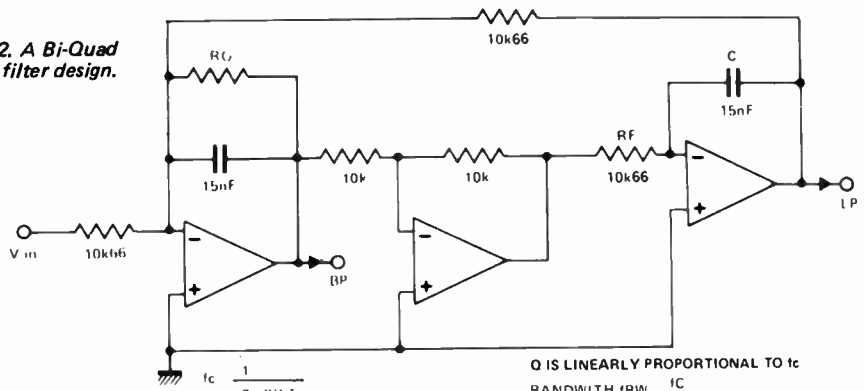 2. A Bi-Quad
filter design.
10k66
RQ
C
15nF
15nF
10k
10k
RF
10k66
V in
10k66
BP
LP
fc 1
Q IS LINEARLY PROPORTIONAL TO fc
BANDWITH fBW fC